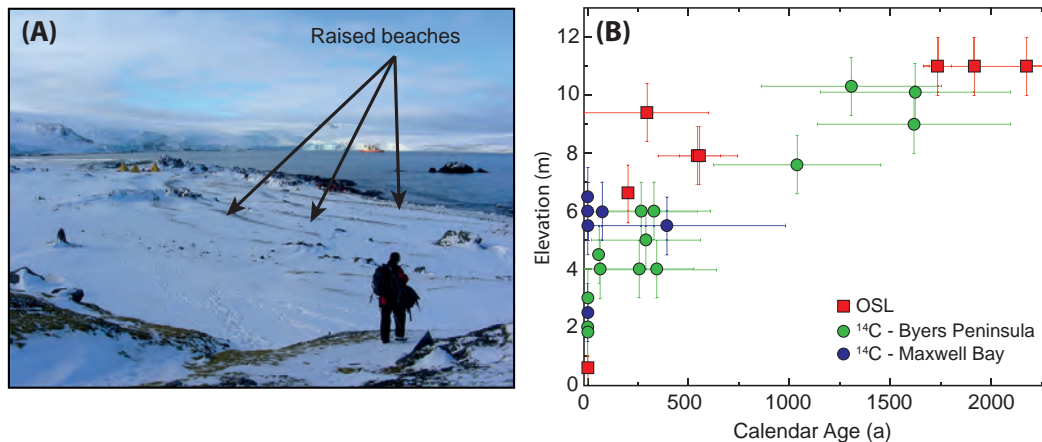 (A)
Raised beaches
(B)
Elevation (m)
12
10
8
6
4
2
0
OSL
¹⁴C - Byers Peninsula
¹⁴C - Maxwell Bay
0 500 1000 1500 2000
Calendar Age (a)